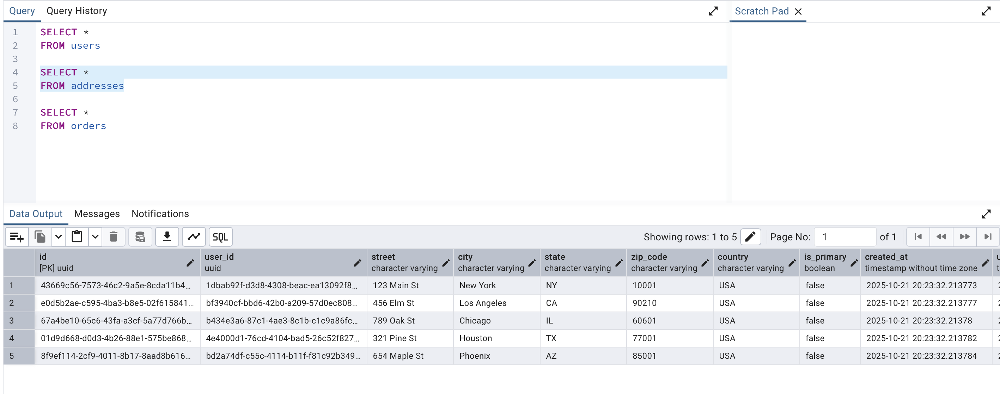 Query Query History Scratch Pad
1 SELECT *
2 FROM users
3
4 SELECT *
5 FROM addresses
6
7 SELECT *
8 FROM orders
Data Output Messages Notifications
SQL Showing rows: 1 to 5 Page No: 1 of 1
id user_id street city state zip_code country is_primary created_at u
[PK] uuid uuid character varying character varying character varying character varying character varying boolean timestamp without time zone t
1 43669c56-7573-46c2-9a5e-8cda11b4... 1dbab92f-d3d8-4308-beac-ea13092f8... 123 Main St New York NY 10001 USA false 2025-10-21 20:23:32.213773
2 e0d5b2ae-c595-4ba3-b8e5-02f615841... bf3940cf-bbd6-42b0-a209-57d0ec808... 456 Elm St Los Angeles CA 90210 USA false 2025-10-21 20:23:32.213777
3 67a4be10-65c6-43fa-a3cf-5a77d766b... b434e3a6-87c1-4ae3-8c1b-c1c9a86fc... 789 Oak St Chicago IL 60601 USA false 2025-10-21 20:23:32.21378
4 01d9d668-d0d3-4b26-88e1-575be868... 4e4000d1-76cd-4104-bad5-26c52f827... 321 Pine St Houston TX 77001 USA false 2025-10-21 20:23:32.213782
5 8f9ef114-2cf9-4011-8b17-8aad8b616... bd2a74df-c55c-4114-b11f-f81c92b349... 654 Maple St Phoenix AZ 85001 USA false 2025-10-21 20:23:32.213784